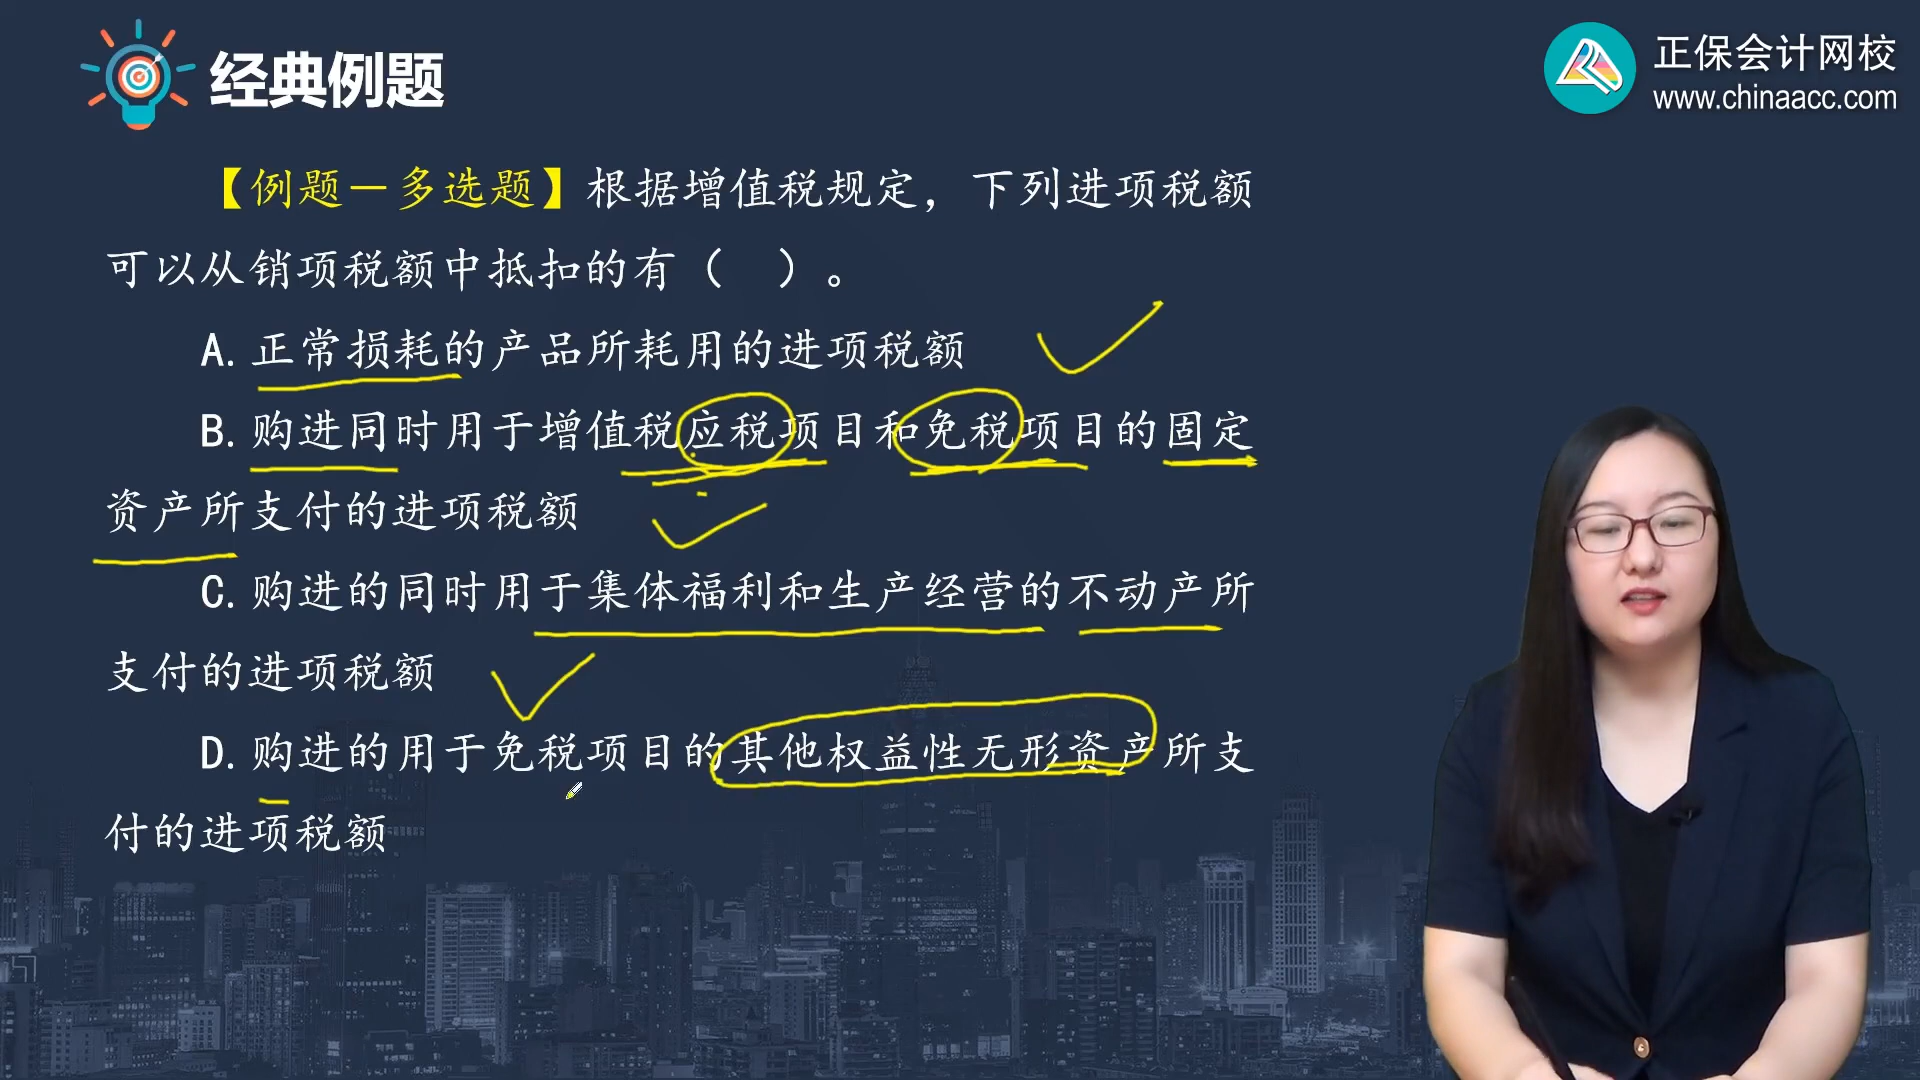 经典例题
正保会计网校
www.chinaacc.com
【例题－多选题】根据增值税规定，下列进项税额
可以从销项税额中抵扣的有（　）。
A.正常损耗的产品所耗用的进项税额
B.购进同时用于增值税应税项目和免税项目的固定
资产所支付的进项税额
C.购进的同时用于集体福利和生产经营的不动产所
支付的进项税额
D.购进的用于免税项目的其他权益性无形资产所支
付的进项税额